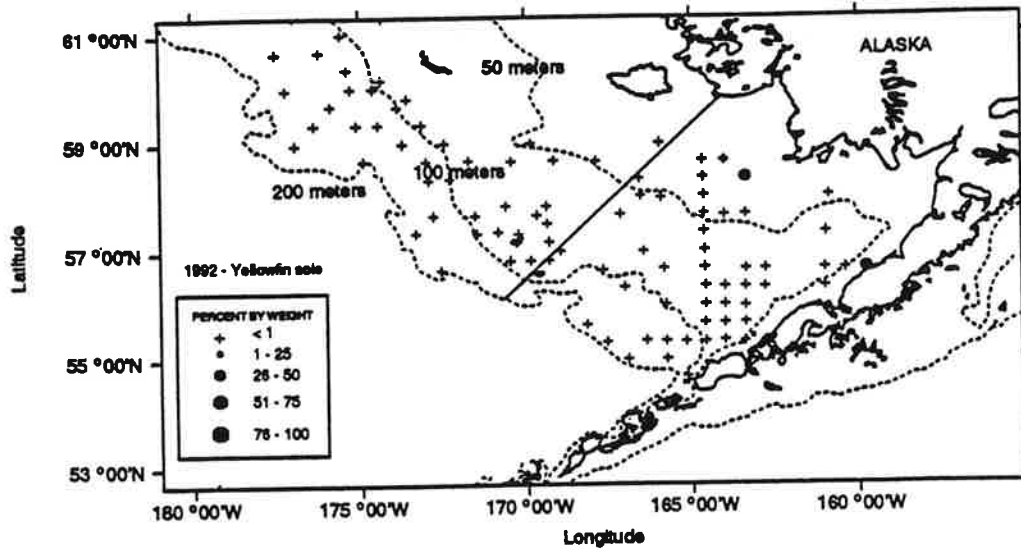 61 °00'N
59 °00'N
57 °00'N
55 °00'N
53 °00'N
Latitude
ALASKA
50 meters
100 meters
200 meters
1992 - Yellowfin sole
PERCENT BY WEIGHT
< 1
1 - 25
26 - 50
51 - 75
76 - 100
180 °00'W
175 °00'W
170 °00'W
165 °00'W
160 °00'W
Longitude